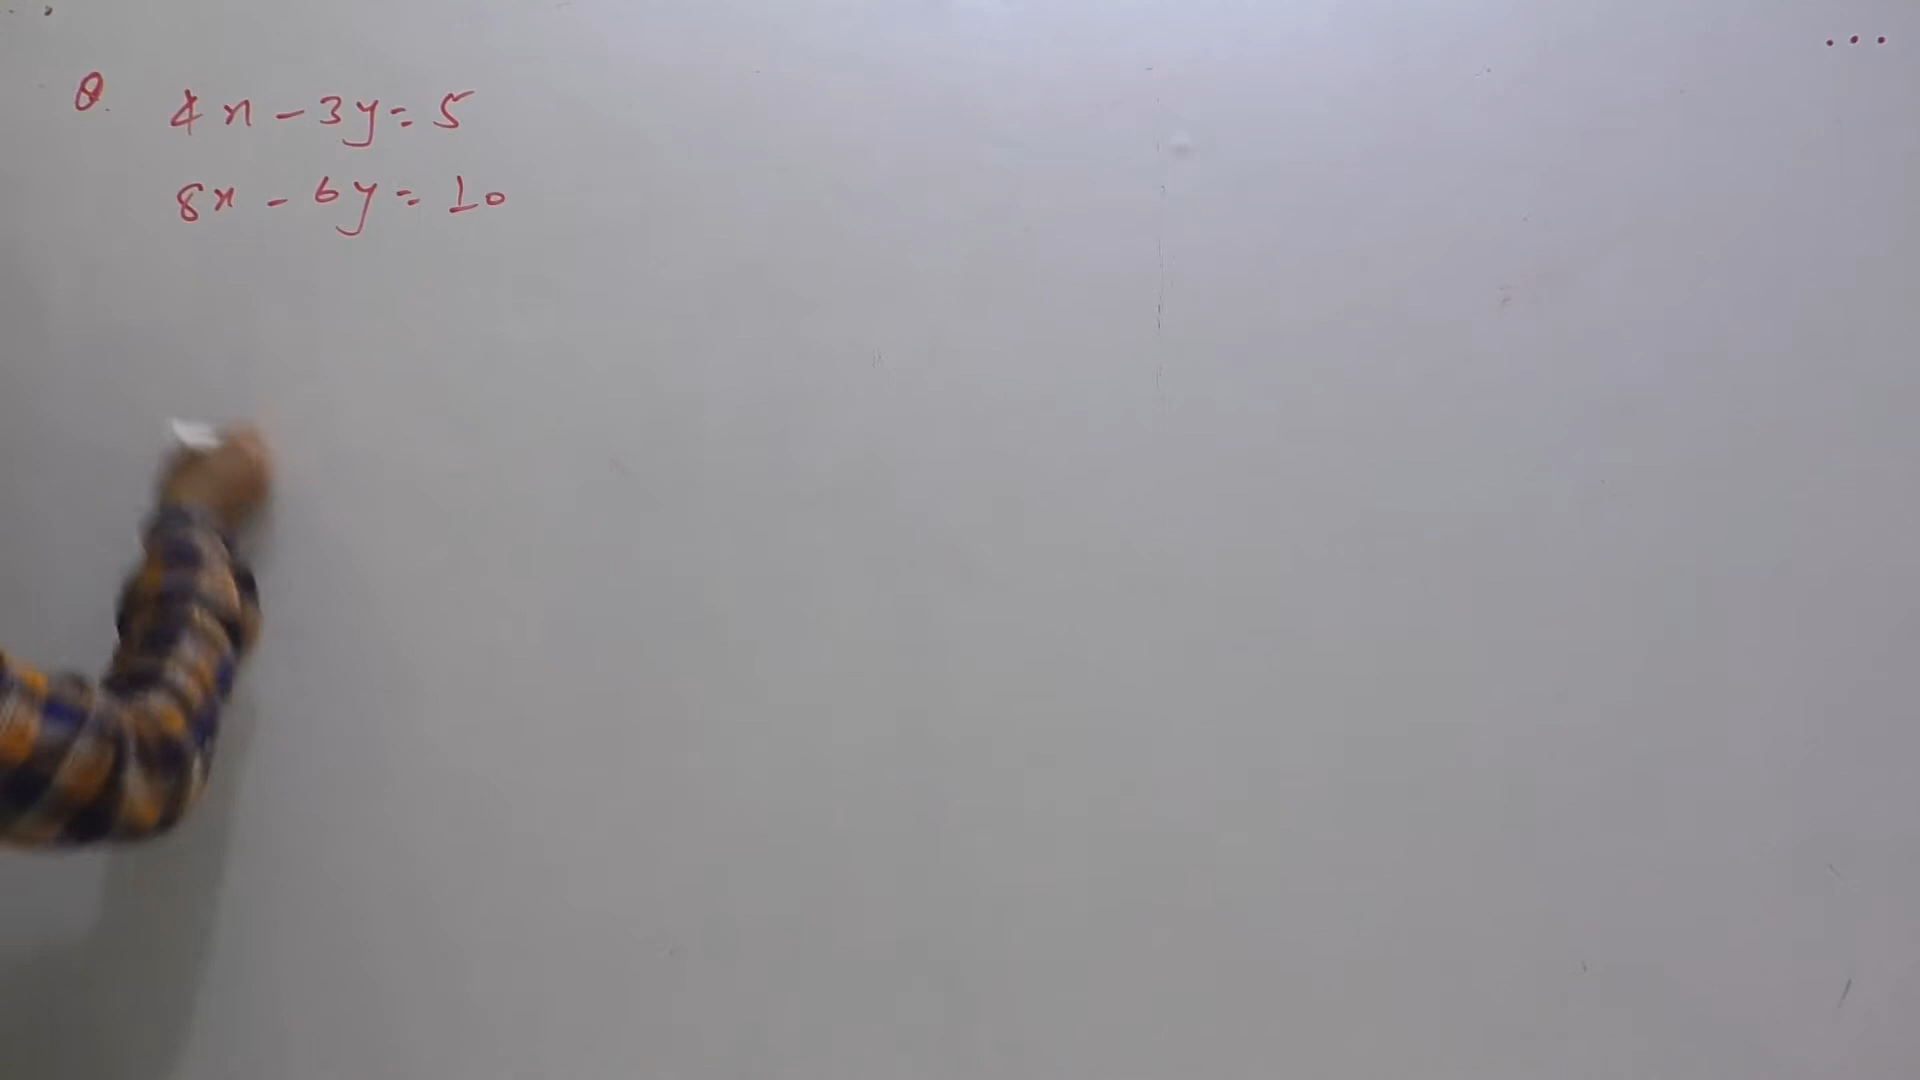 Q. 4x - 3y = 5
8x - 6y = 10